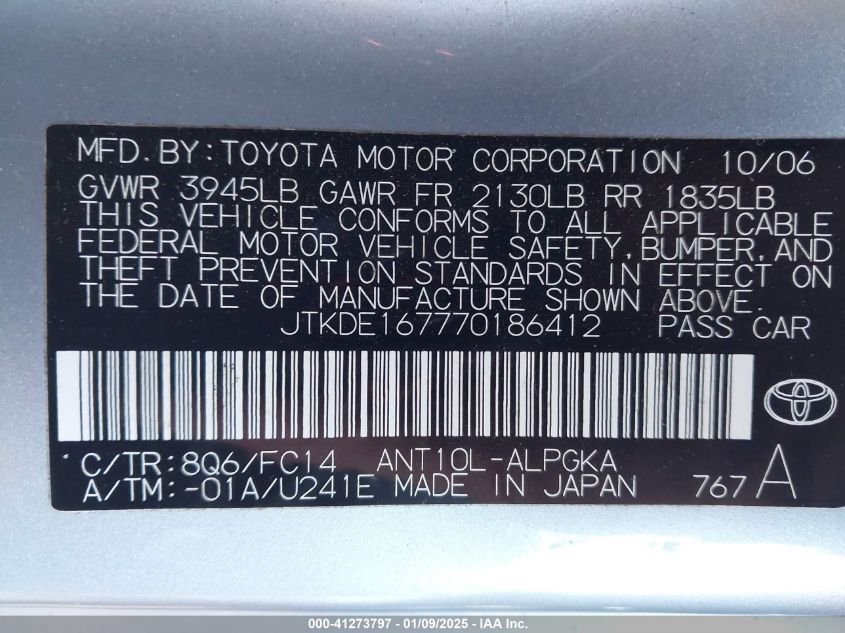 MFD. BY: TOYOTA MOTOR CORPORATION 10/06
GVWR 3945LB GAWR FR 2130LB RR 1835LB
THIS VEHICLE CONFORMS TO ALL APPLICABLE
FEDERAL MOTOR VEHICLE SAFETY, BUMPER, AND
THEFT PREVENTION STANDARDS IN EFFECT ON
THE DATE OF MANUFACTURE SHOWN ABOVE.
JTKDE167770186412 PASS CAR
C/TR: 8Q6/FC14 ANT10L-ALPGKA
A/TM: -01A/U241E MADE IN JAPAN 767 A
000-41273797 - 01/09/2025 - IAA Inc.